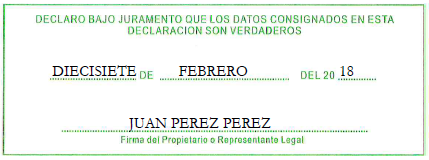 DECLARO BAJO JURAMENTO QUE LOS DATOS CONSIGNADOS EN ESTA
DECLARACION SON VERDADEROS
DIECISIETE DE FEBRERO DEL 20 18
JUAN PEREZ PEREZ
Firma del Propietario o Representante Legal